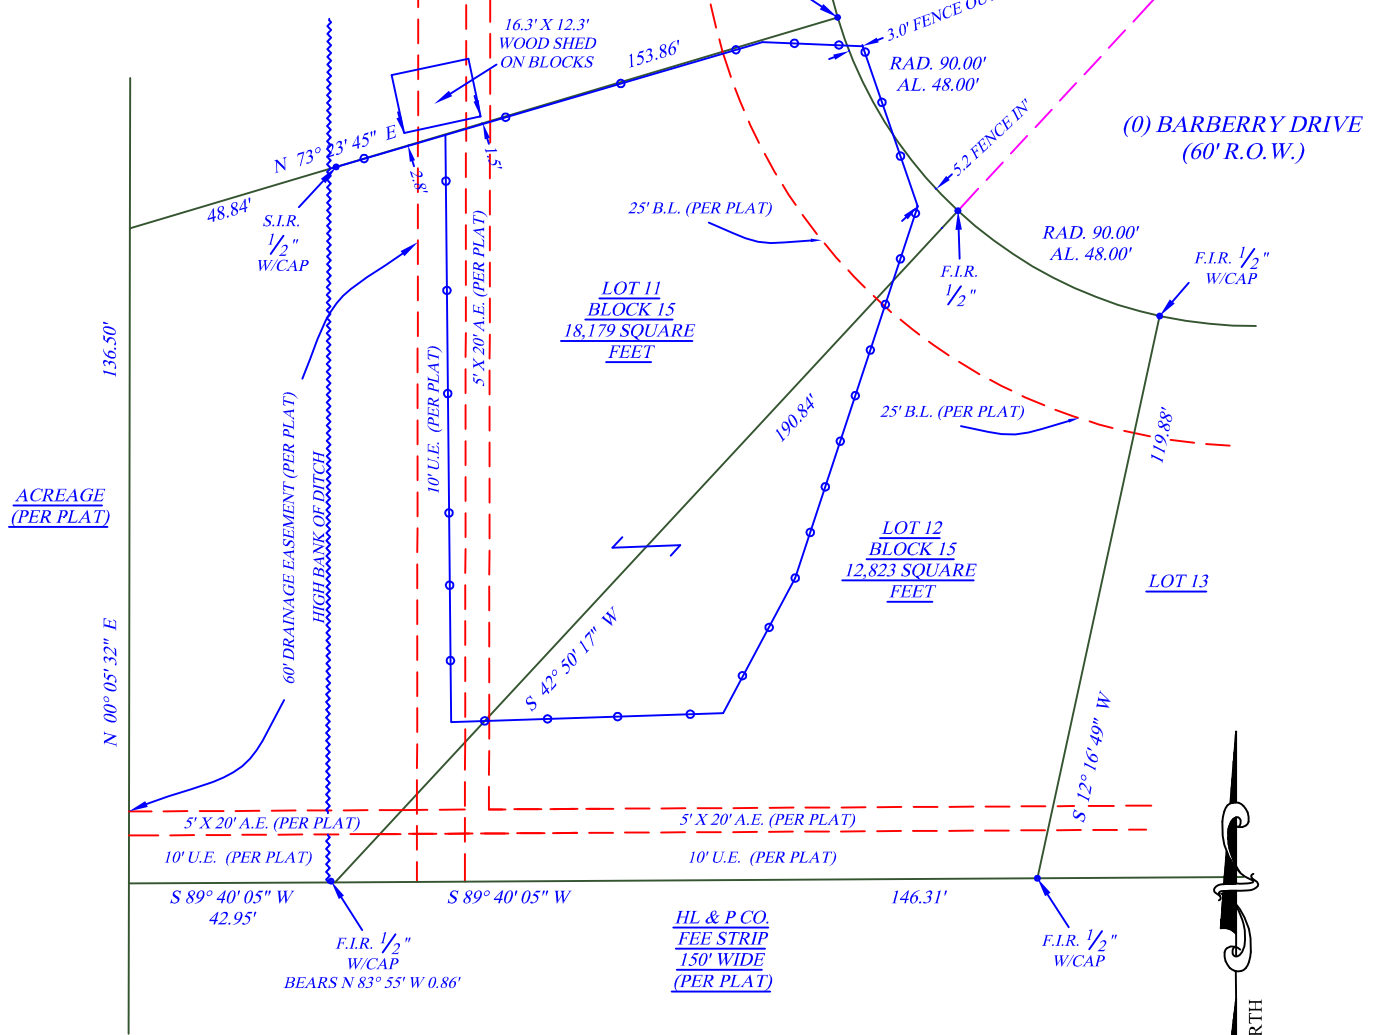 16.3' X 12.3'
WOOD SHED
ON BLOCKS
153.86'
3.0' FENCE OU
RAD. 90.00'
AL. 48.00'
(0) BARBERRY DRIVE
(60' R.O.W.)
N 73° 23' 45" E
2.8'
1.5'
5.2 FENCE IN'
48.84'
S.I.R.
1/2"
W/CAP
25' B.L. (PER PLAT)
RAD. 90.00'
AL. 48.00'
F.I.R. 1/2"
W/CAP
F.I.R.
1/2"
LOT 11
BLOCK 15
18,179 SQUARE
FEET
5' X 20' A.E. (PER PLAT)
10' U.E. (PER PLAT)
136.50'
190.84'
25' B.L. (PER PLAT)
119.88'
60' DRAINAGE EASEMENT (PER PLAT)
HIGH BANK OF DITCH
ACREAGE
(PER PLAT)
LOT 12
BLOCK 15
12,823 SQUARE
FEET
LOT 13
N 00° 05' 32" E
S 42° 50' 17" W
S 12° 16' 49" W
5' X 20' A.E. (PER PLAT)
5' X 20' A.E. (PER PLAT)
10' U.E. (PER PLAT)
10' U.E. (PER PLAT)
S 89° 40' 05" W
42.95'
S 89° 40' 05" W
146.31'
F.I.R. 1/2"
W/CAP
BEARS N 83° 55' W 0.86'
HL & P CO.
FEE STRIP
150' WIDE
(PER PLAT)
F.I.R. 1/2"
W/CAP
RTH